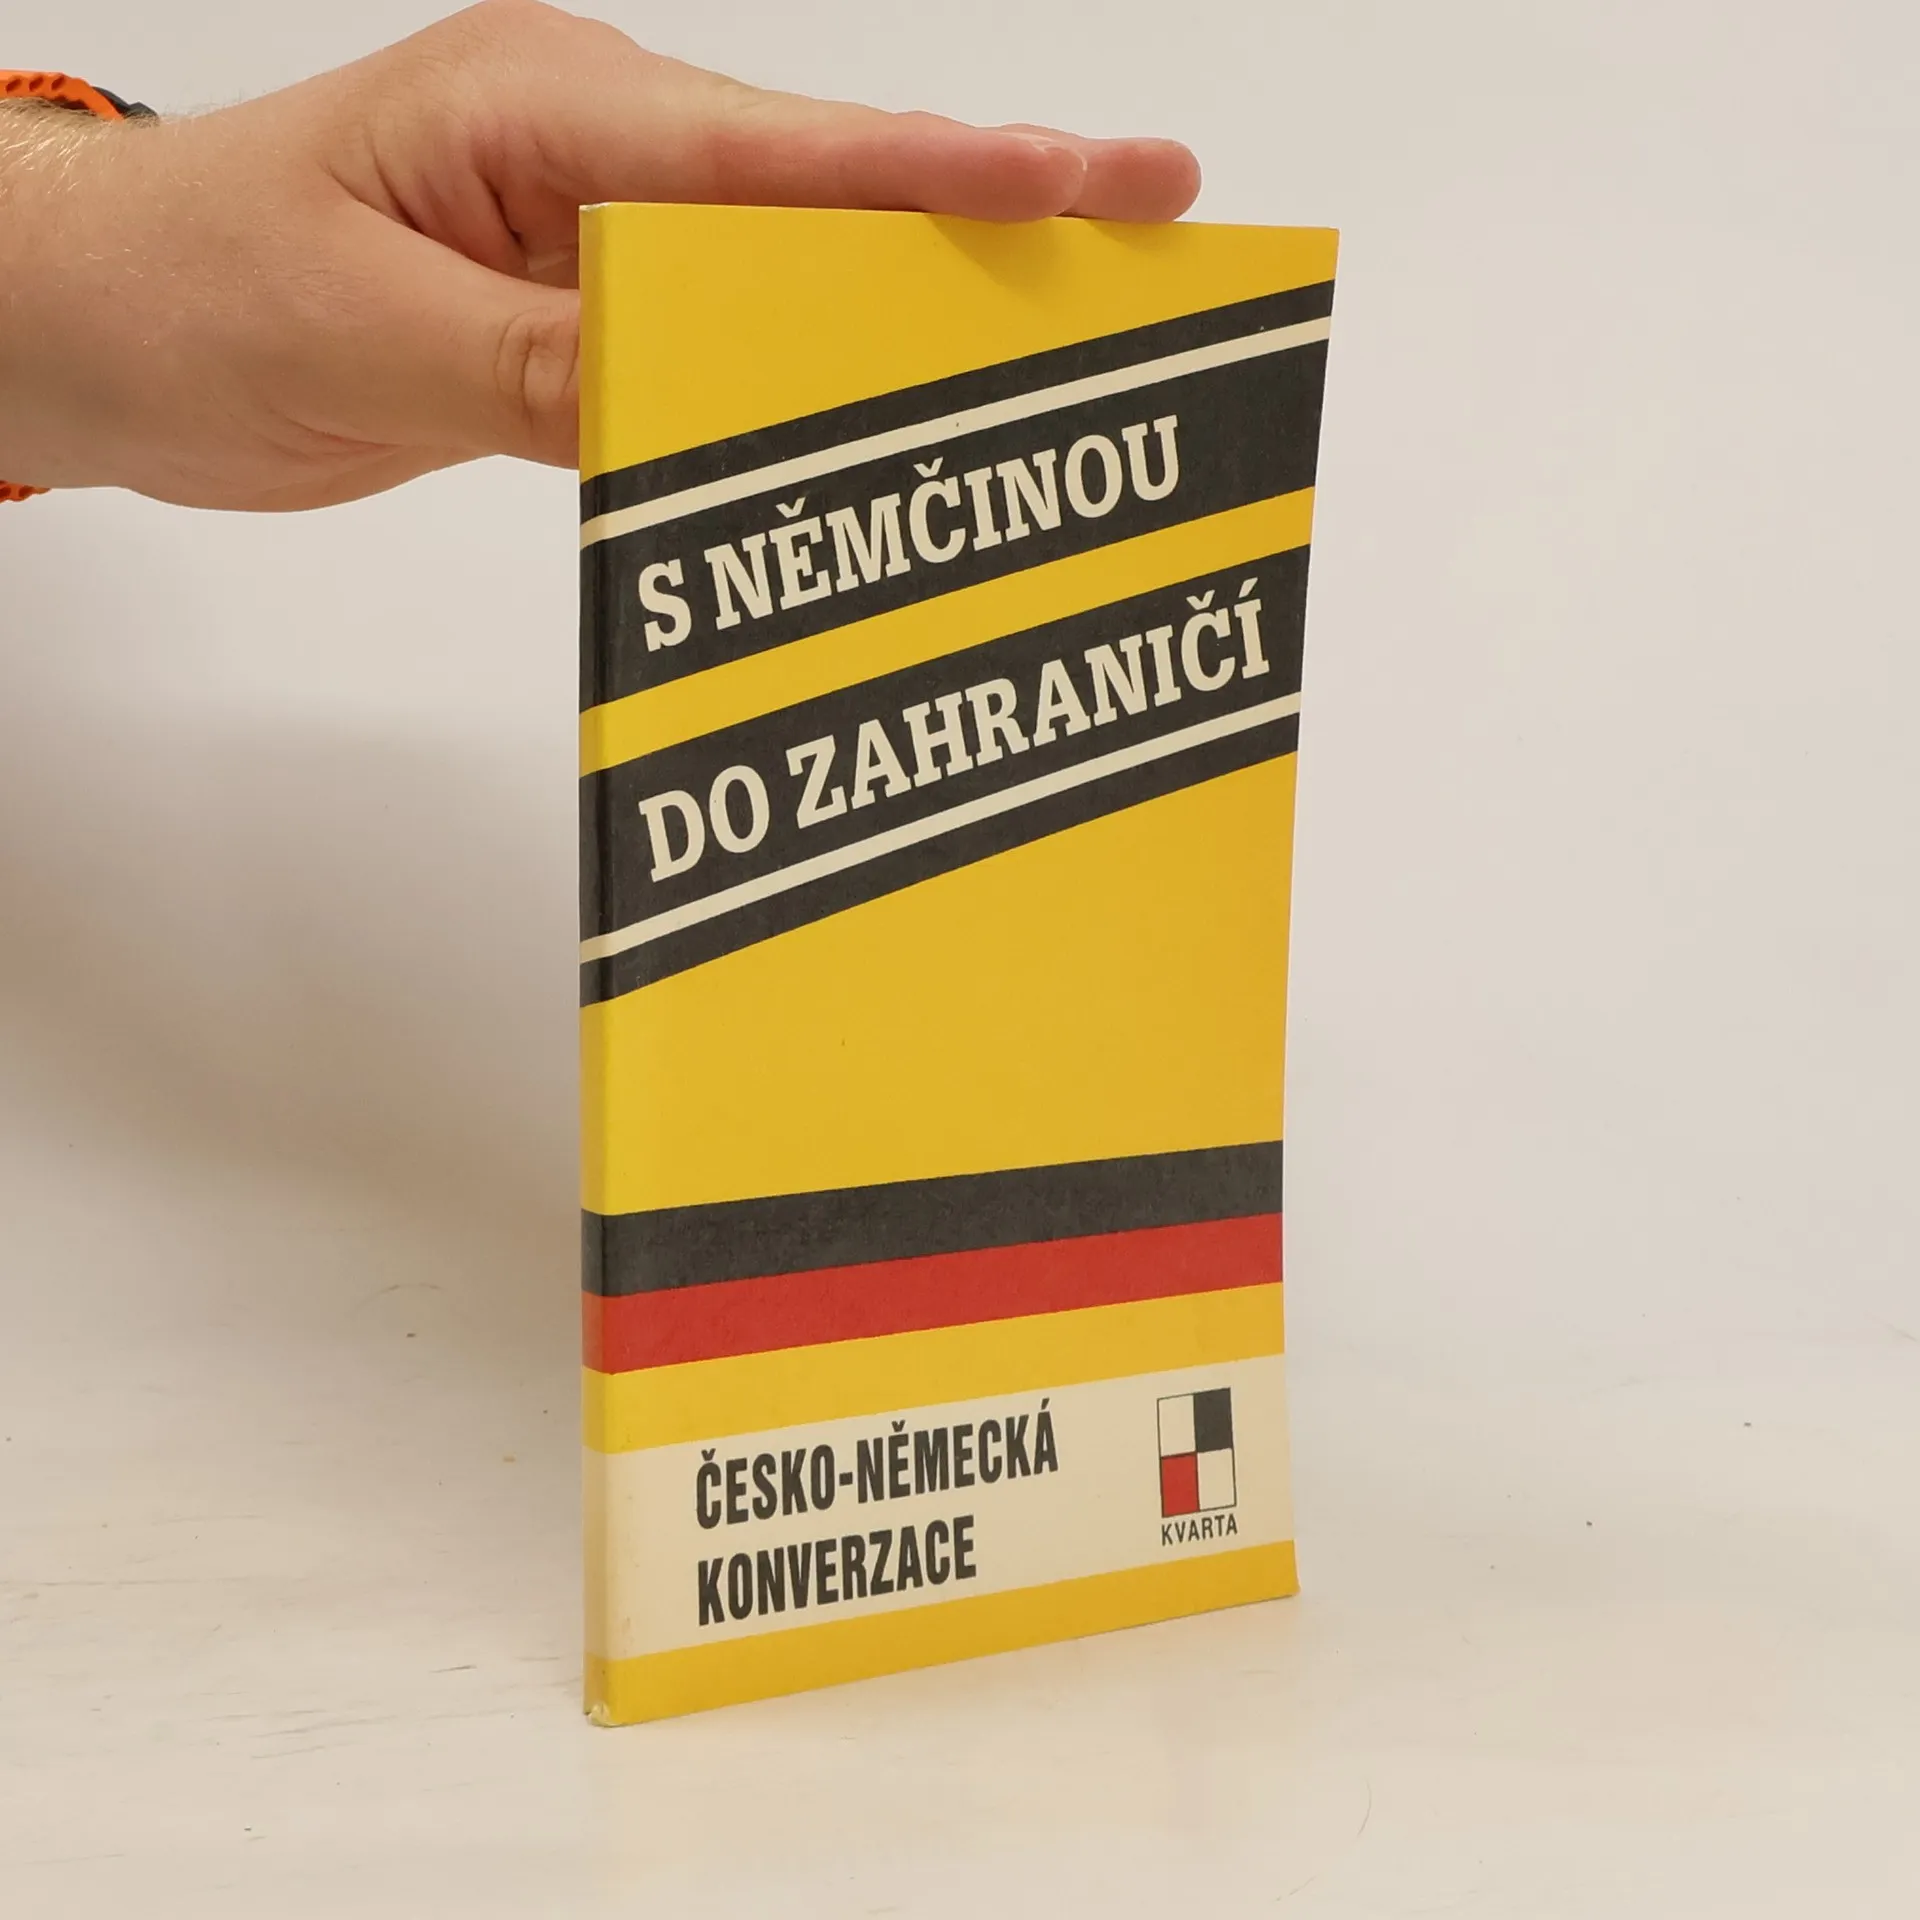 S NĚMČINOU
DO ZAHRANIČÍ
ČESKO-NĚMECKÁ
KONVERZACE
KVARTA